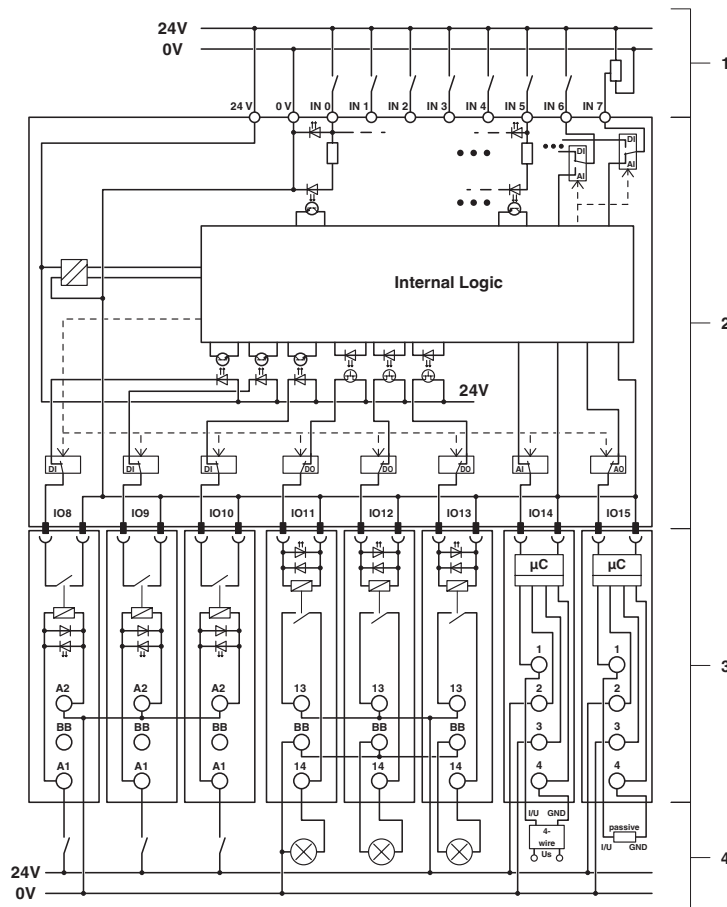 24V
0V
1
24 V 0 V IN 0 IN 1 IN 2 IN 3 IN 4 IN 5 IN 6 IN 7
DI
DI
AI
AI
Internal Logic
2
24V
DI DI DI DO DO DO AI AO
IO8 IO9 IO10 IO11 IO12 IO13 IO14 IO15
µC µC
1 1
3
A2 A2 A2 13 13 13 2 2
BB BB BB BB BB BB 3 3
A1 A1 A1 14 14 14 4 4
I/U GND
4-
wire
Us
passive
I/U GND
4
24V
0V